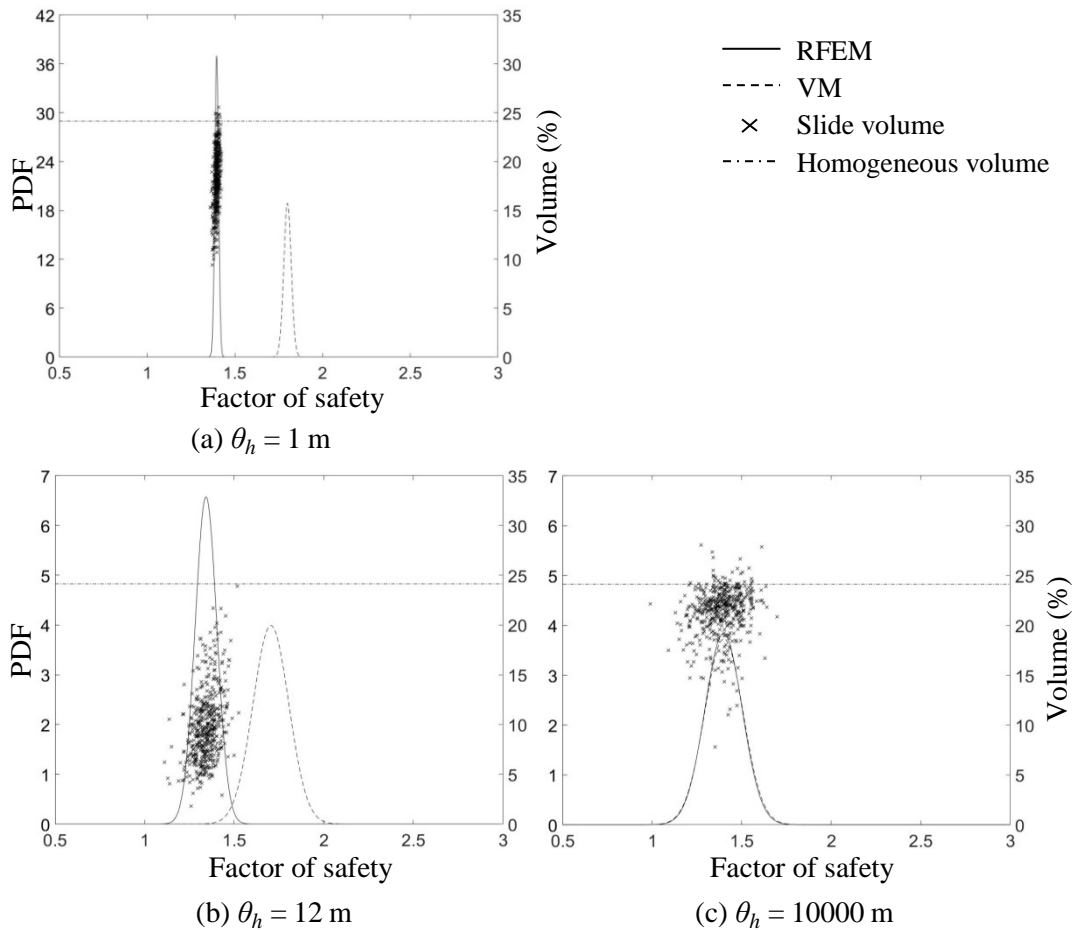 42
36
30
24
18
12
6
0
PDF
35
30
25
20
15
10
5
0
Volume (%)
0.5 1 1.5 2 2.5 3
Factor of safety
(a) θh = 1 m
RFEM
VM
Slide volume
Homogeneous volume
7
6
5
4
3
2
1
0
PDF
35
30
25
20
15
10
5
0
0.5 1 1.5 2 2.5 3
Factor of safety
(b) θh = 12 m
7
6
5
4
3
2
1
0
35
30
25
20
15
10
5
0
Volume (%)
0.5 1 1.5 2 2.5 3
Factor of safety
(c) θh = 10000 m